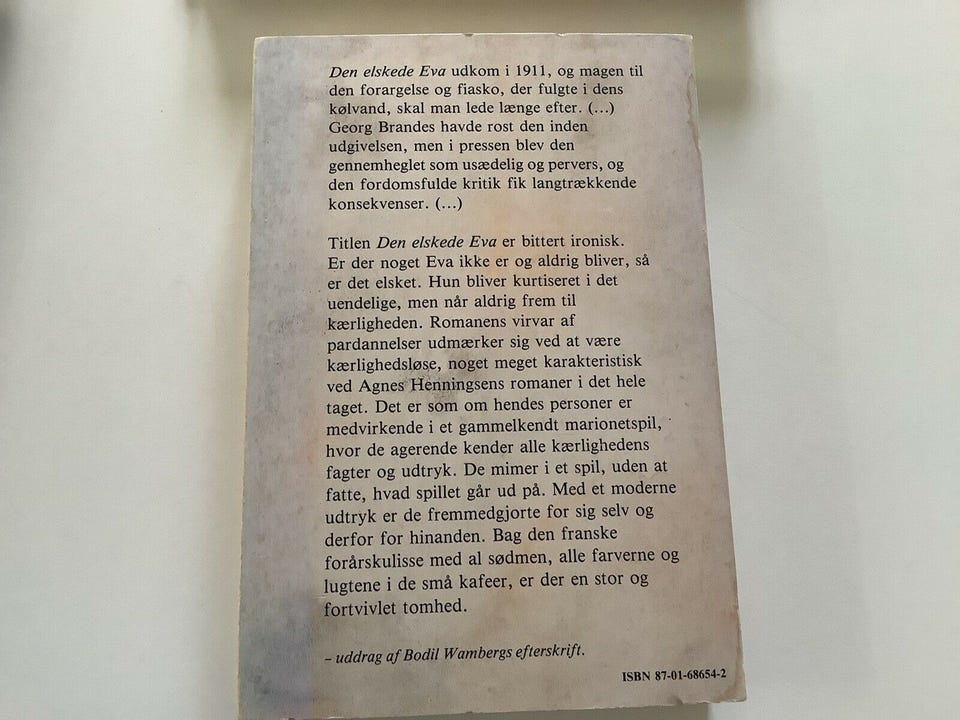 Den elskede Eva udkom i 1911, og magen til
den forargelse og fiasko, der fulgte i dens
kølvand, skal man lede længe efter. (...)
Georg Brandes havde rost den inden
udgivelsen, men i pressen blev den
gennemheglet som usædelig og pervers, og
den fordomsfulde kritik fik langtrækkende
konsekvenser. (...)
Titlen Den elskede Eva er bittert ironisk.
Er der noget Eva ikke er og aldrig bliver, så
er det elsket. Hun bliver kurtiseret i det
uendelige, men når aldrig frem til
kærligheden. Romanens virvar af
pardannelser udmærker sig ved at være
kærlighedsløse, noget meget karakteristisk
ved Agnes Henningsens romaner i det hele
taget. Det er som om hendes personer er
medvirkende i et gammelkendt marionetspil,
hvor de agerende kender alle kærlighedens
fagter og udtryk. De mimer i et spil, uden at
fatte, hvad spillet går ud på. Med et moderne
udtryk er de fremmedgjorte for sig selv og
derfor for hinanden. Bag den franske
forårskulisse med al sødmen, alle farverne og
lugtene i de små kafeer, er der en stor og
fortvivlet tomhed.
– uddrag af Bodil Wambergs efterskrift.
ISBN 87-01-68654-2